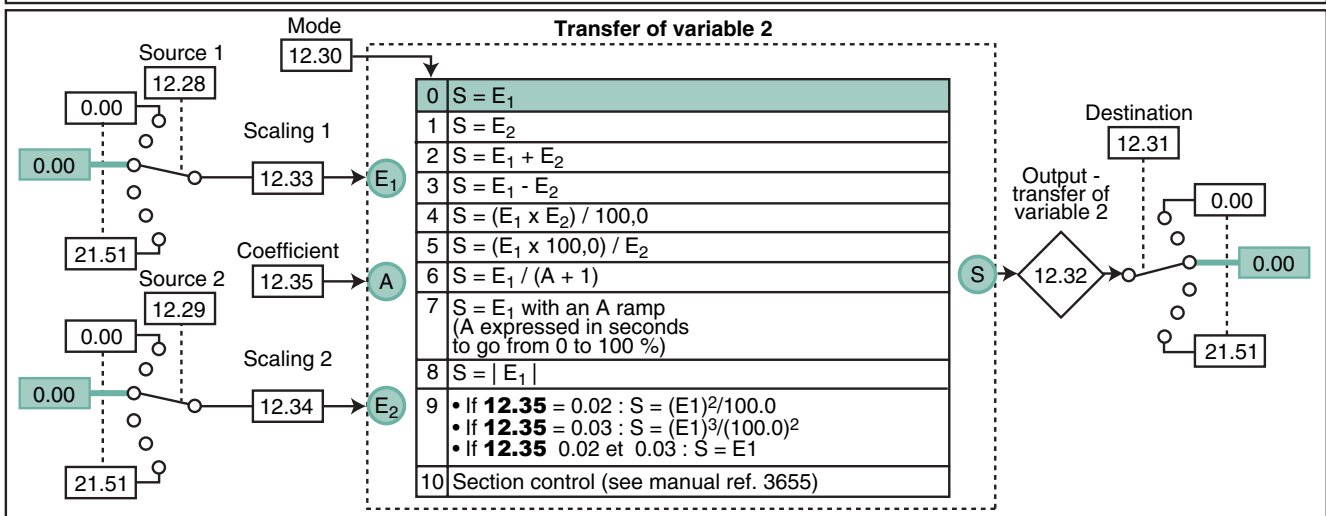 Transfer of variable 2
Mode
12.30
Source 1
12.28
0.00
0.00
21.51
Scaling 1
12.33
E1
Coefficient
12.35
A
Source 2
12.29
0.00
0.00
21.51
Scaling 2
12.34
E2
0 S = E1
1 S = E2
2 S = E1 + E2
3 S = E1 - E2
4 S = (E1 x E2) / 100,0
5 S = (E1 x 100,0) / E2
6 S = E1 / (A + 1)
7 S = E1 with an A ramp
(A expressed in seconds
to go from 0 to 100 %)
8 S = | E1 |
9 • If 12.35 = 0.02 : S = (E1)²/100.0
• If 12.35 = 0.03 : S = (E1)³/(100.0)²
• If 12.35 0.02 et 0.03 : S = E1
10 Section control (see manual ref. 3655)
S
Output -
transfer of
variable 2
12.32
Destination
12.31
0.00
0.00
21.51